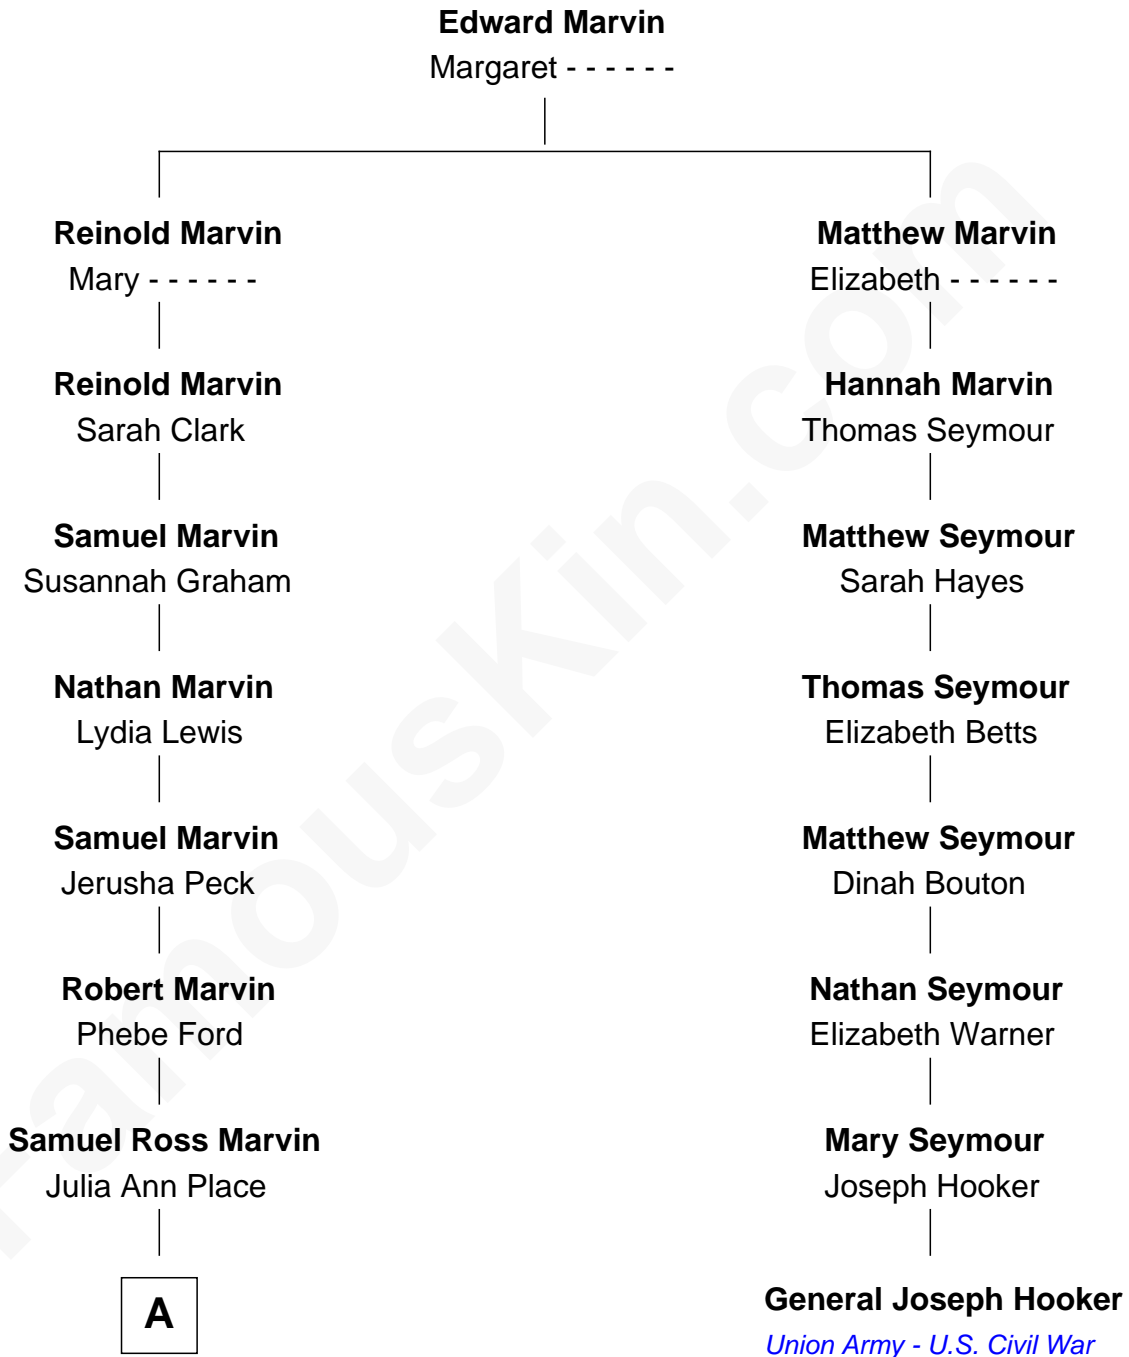 Edward Marvin
Margaret - - - - - -
Reinold Marvin
Mary - - - - - -
Matthew Marvin
Elizabeth - - - - - -
Reinold Marvin
Sarah Clark
Hannah Marvin
Thomas Seymour
Samuel Marvin
Susannah Graham
Matthew Seymour
Sarah Hayes
Nathan Marvin
Lydia Lewis
Thomas Seymour
Elizabeth Betts
Samuel Marvin
Jerusha Peck
Matthew Seymour
Dinah Bouton
Robert Marvin
Phebe Ford
Nathan Seymour
Elizabeth Warner
Samuel Ross Marvin
Julia Ann Place
Mary Seymour
Joseph Hooker
A
General Joseph Hooker
Union Army - U.S. Civil War
FamousKin.com